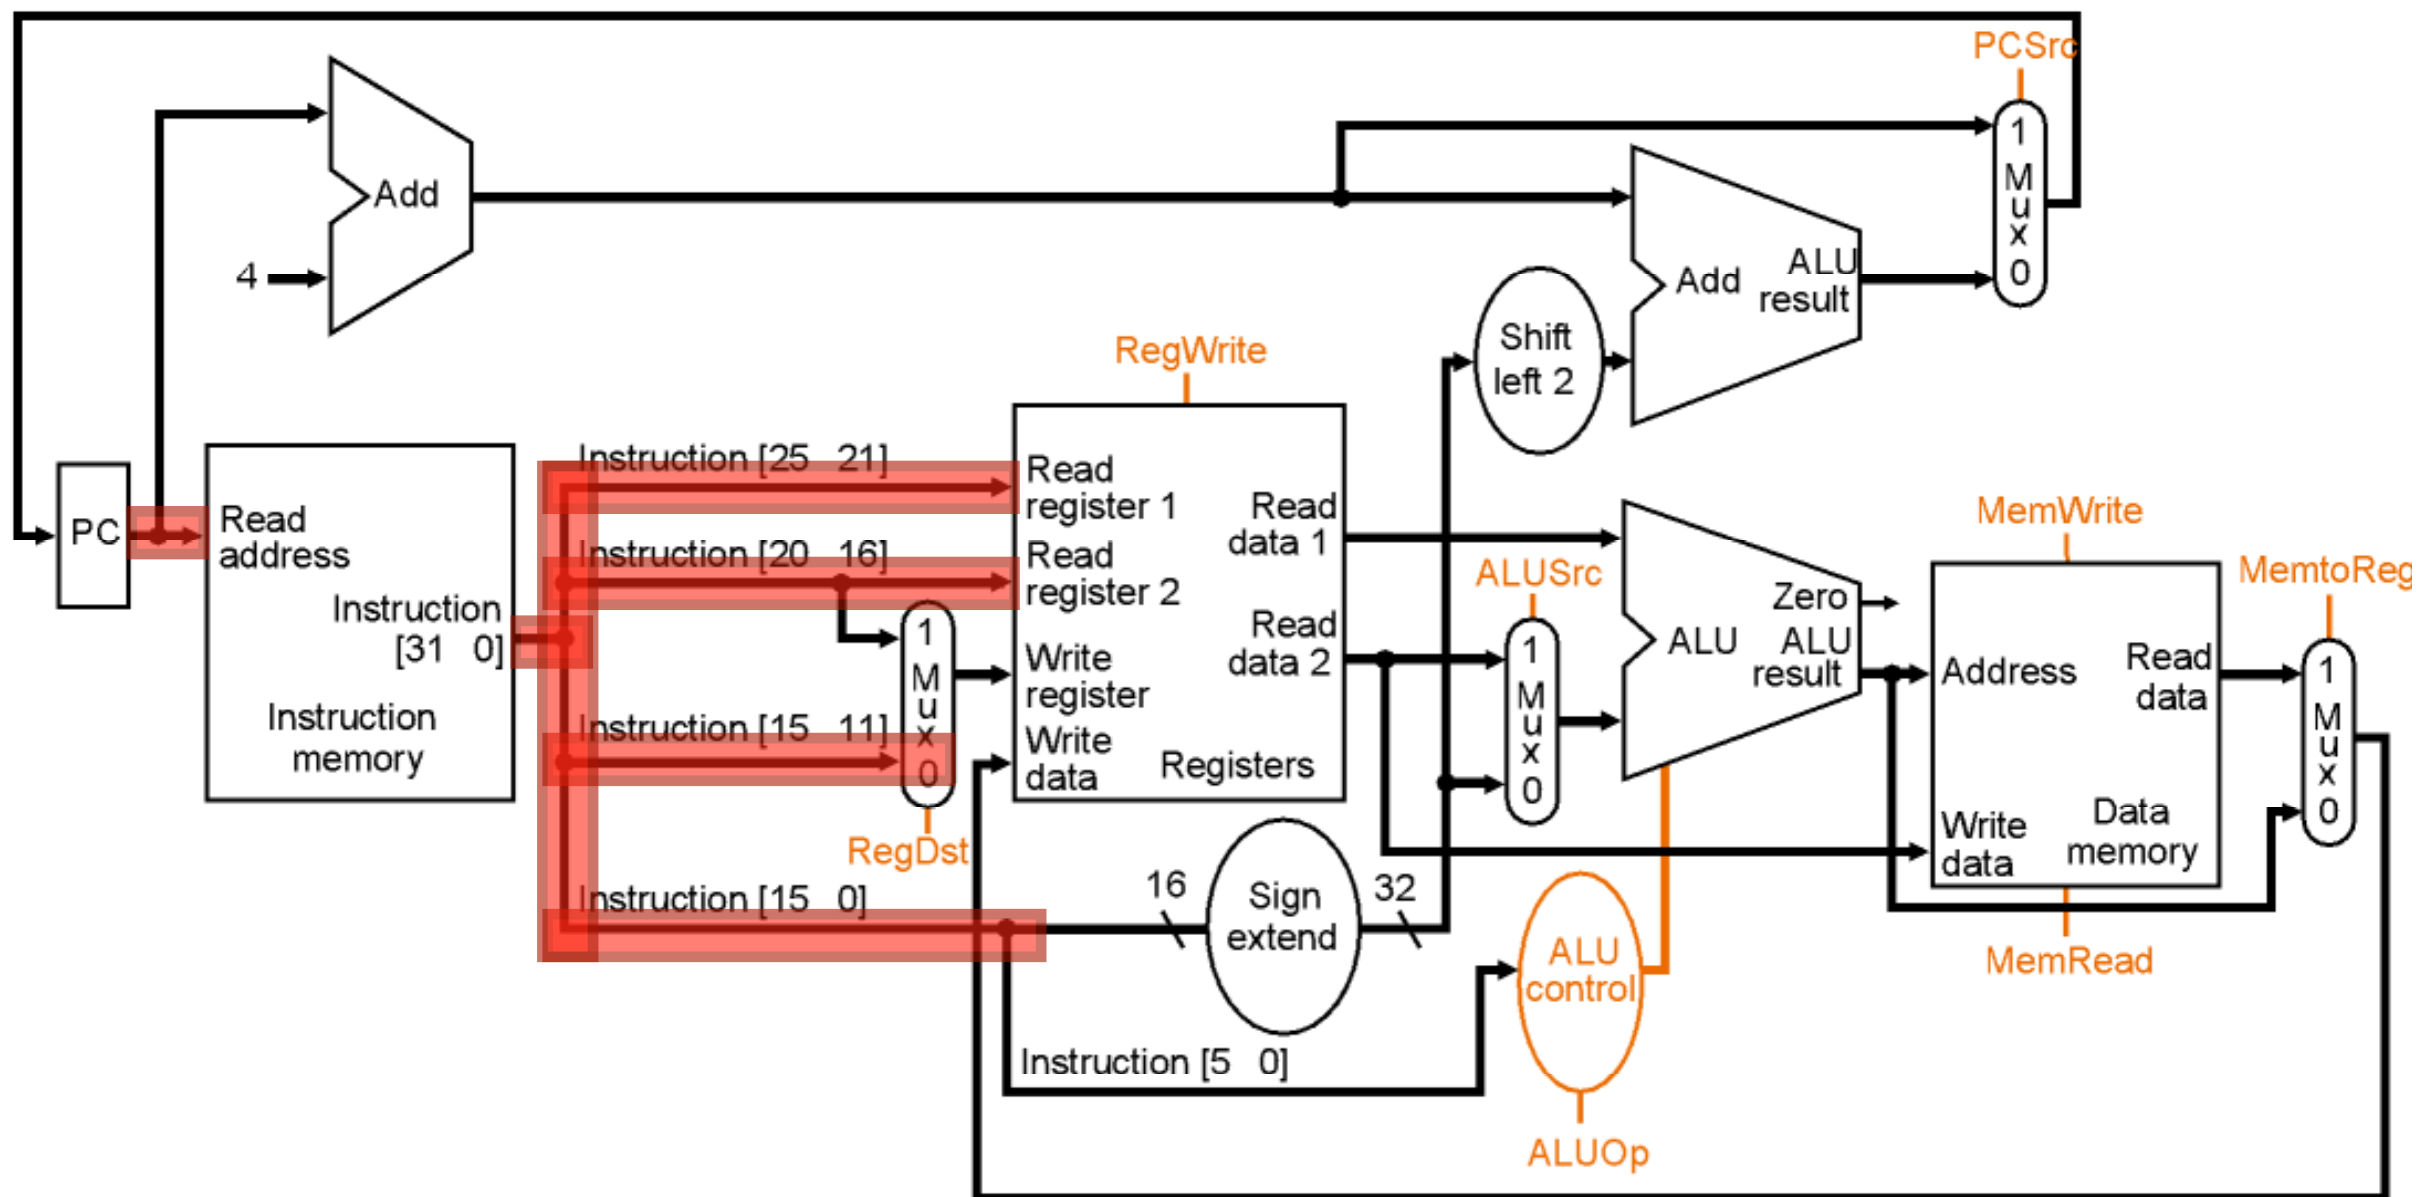 PCSrc
1
M
u
x
0
Add
4
Add
ALU
result
Shift
left 2
RegWrite
PC
Read
address
Instruction
[31 0]
Instruction
memory
Instruction [25 21]
Instruction [20 16]
Instruction [15 11]
Instruction [15 0]
1
M
u
x
0
RegDst
Read
register 1
Read
register 2
Write
register
Write
data
Read
data 1
Read
data 2
Registers
16
Sign
extend
32
Instruction [5 0]
ALUSrc
1
M
u
x
0
Zero
ALU
ALU
result
ALU
control
ALUOp
MemWrite
Address
Read
data
Write
data
Data
memory
MemRead
MemtoReg
1
M
u
x
0